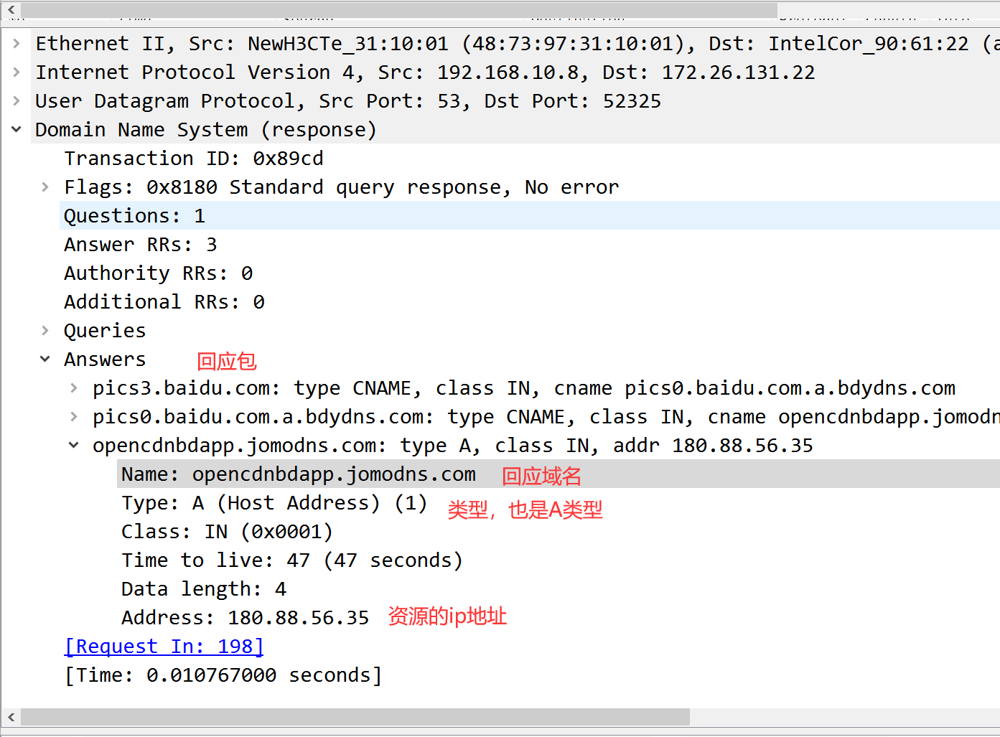 Ethernet II, Src: NewH3CTe_31:10:01 (48:73:97:31:10:01), Dst: IntelCor_90:61:22 (a
Internet Protocol Version 4, Src: 192.168.10.8, Dst: 172.26.131.22
User Datagram Protocol, Src Port: 53, Dst Port: 52325
Domain Name System (response)
Transaction ID: 0x89cd
Flags: 0x8180 Standard query response, No error
Questions: 1
Answer RRs: 3
Authority RRs: 0
Additional RRs: 0
Queries
Answers 回应包
pics3.baidu.com: type CNAME, class IN, cname pics0.baidu.com.a.bdydns.com
pics0.baidu.com.a.bdydns.com: type CNAME, class IN, cname opencdnbdapp.jomodn
opencdnbdapp.jomodns.com: type A, class IN, addr 180.88.56.35
Name: opencdnbdapp.jomodns.com 回应域名
Type: A (Host Address) (1) 类型，也是A类型
Class: IN (0x0001)
Time to live: 47 (47 seconds)
Data length: 4
Address: 180.88.56.35 资源的ip地址
[Request In: 198]
[Time: 0.010767000 seconds]